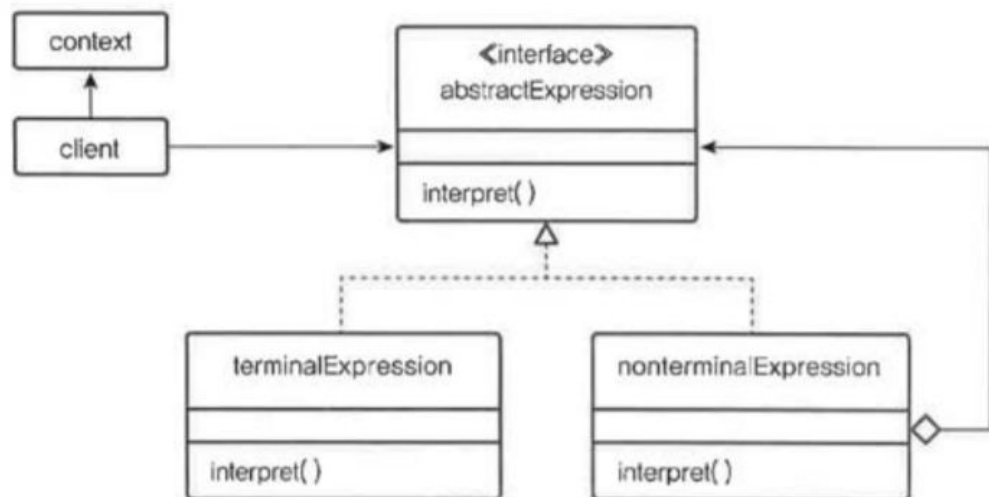 context
client
≪interface≫
abstractExpression
interpret( )
terminalExpression
interpret( )
nonterminalExpression
interpret( )